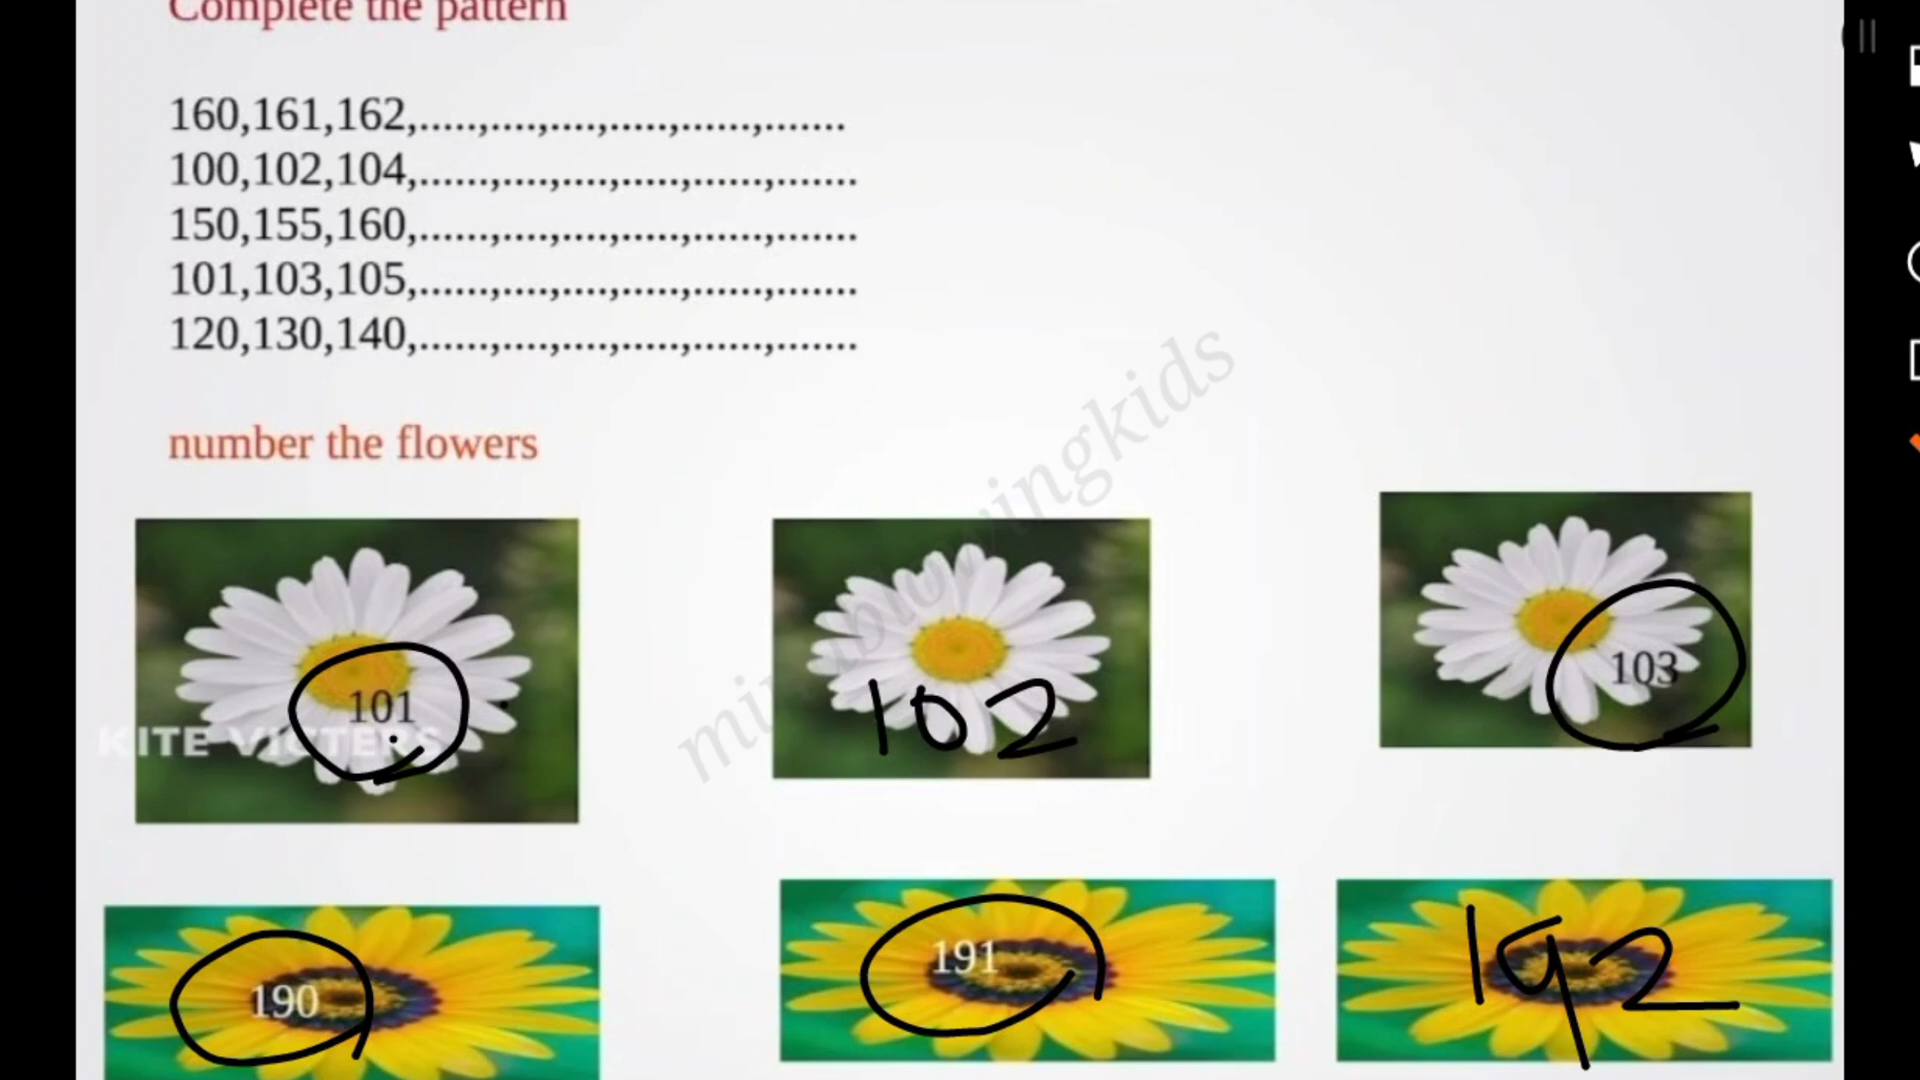 Complete the pattern
160,161,162,.....,....,....,.....,......,.......
100,102,104,......,....,....,.....,......,.......
150,155,160,......,....,....,.....,......,.......
101,103,105,......,....,....,.....,......,.......
120,130,140,......,....,....,.....,......,.......
number the flowers
101
102
103
KITE VICTERS
mindblowingkids
190
191
192